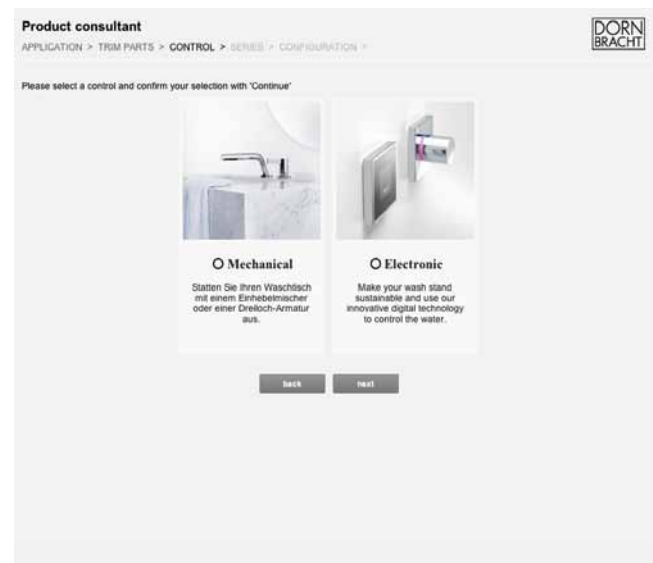 Product consultant
APPLICATION > TRIM PARTS > CONTROL > SERIES > CONFIGURATION >
DORN
BRACHT
Please select a control and confirm your selection with 'Continue'
Mechanical
Statten Sie Ihren Waschtisch
mit einem Einhebelmischer
oder einer Dreiloch-Armatur
aus.
Electronic
Make your wash stand
sustainable and use our
innovative digital technology
to control the water.
back
next